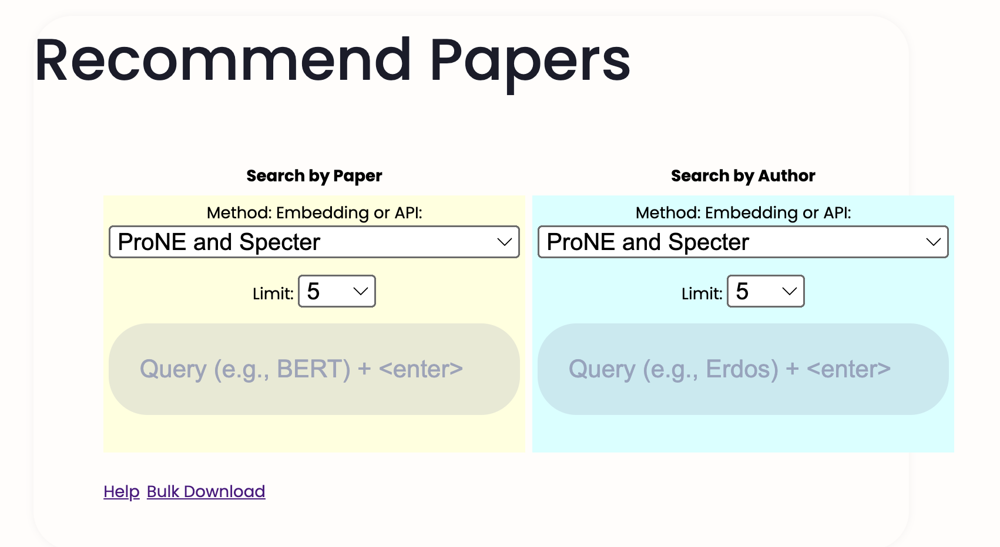 Recommend Papers
Search by Paper
Method: Embedding or API:
ProNE and Specter
Limit: 5
Query (e.g., BERT) + <enter>
Search by Author
Method: Embedding or API:
ProNE and Specter
Limit: 5
Query (e.g., Erdos) + <enter>
Help Bulk Download